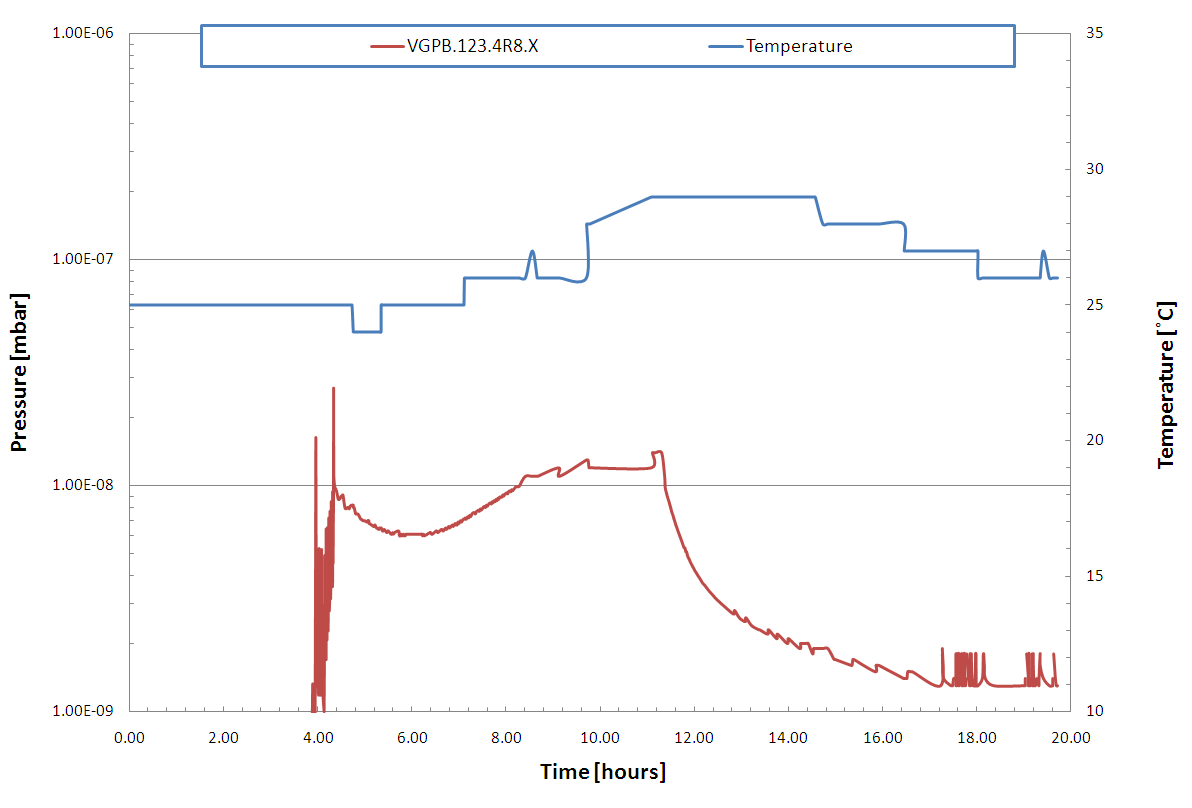 VGPB.123.4R8.X Temperature
1.00E-06
1.00E-07
1.00E-08
1.00E-09
Pressure [mbar]
35
30
25
20
15
10
Temperature [˚C]
0.00 2.00 4.00 6.00 8.00 10.00 12.00 14.00 16.00 18.00 20.00
Time [hours]